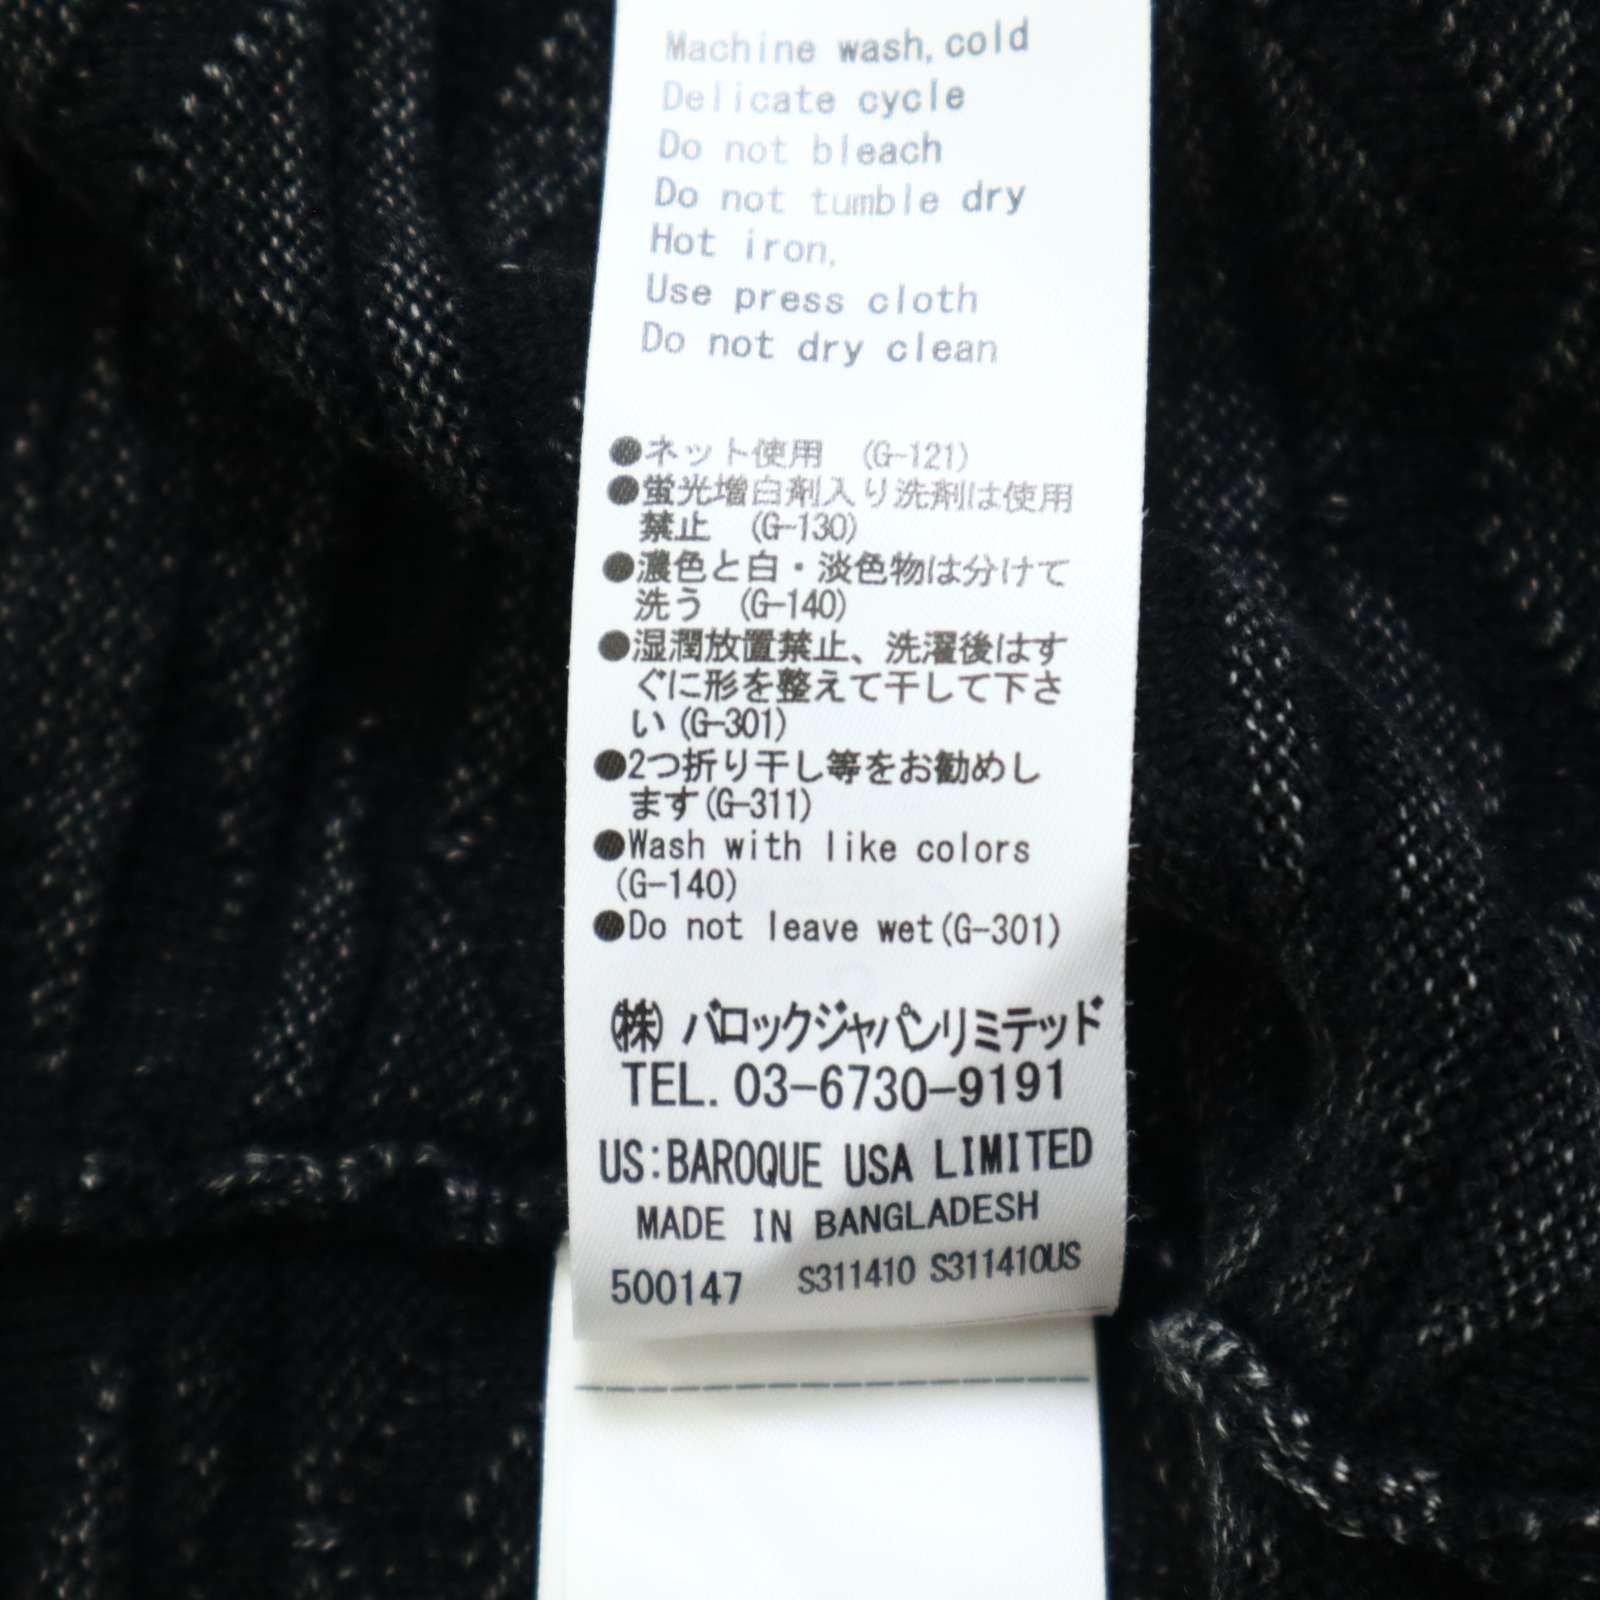 Machine wash, cold
Delicate cycle
Do not bleach
Do not tumble dry
Hot iron,
Use press cloth
Do not dry clean
●ネット使用 (G-121)
●蛍光増白剤入り洗剤は使用
禁止 (G-130)
●濃色と白・淡色物は分けて
洗う (G-140)
●湿潤放置禁止、洗濯後はす
ぐに形を整えて干して下さ
い(G-301)
●2つ折り干し等をお勧めし
ます(G-311)
●Wash with like colors
(G-140)
●Do not leave wet(G-301)
㈱ バロックジャパンリミテッド
TEL. 03-6730-9191
US:BAROQUE USA LIMITED
MADE IN BANGLADESH
500147 S311410 S311410US